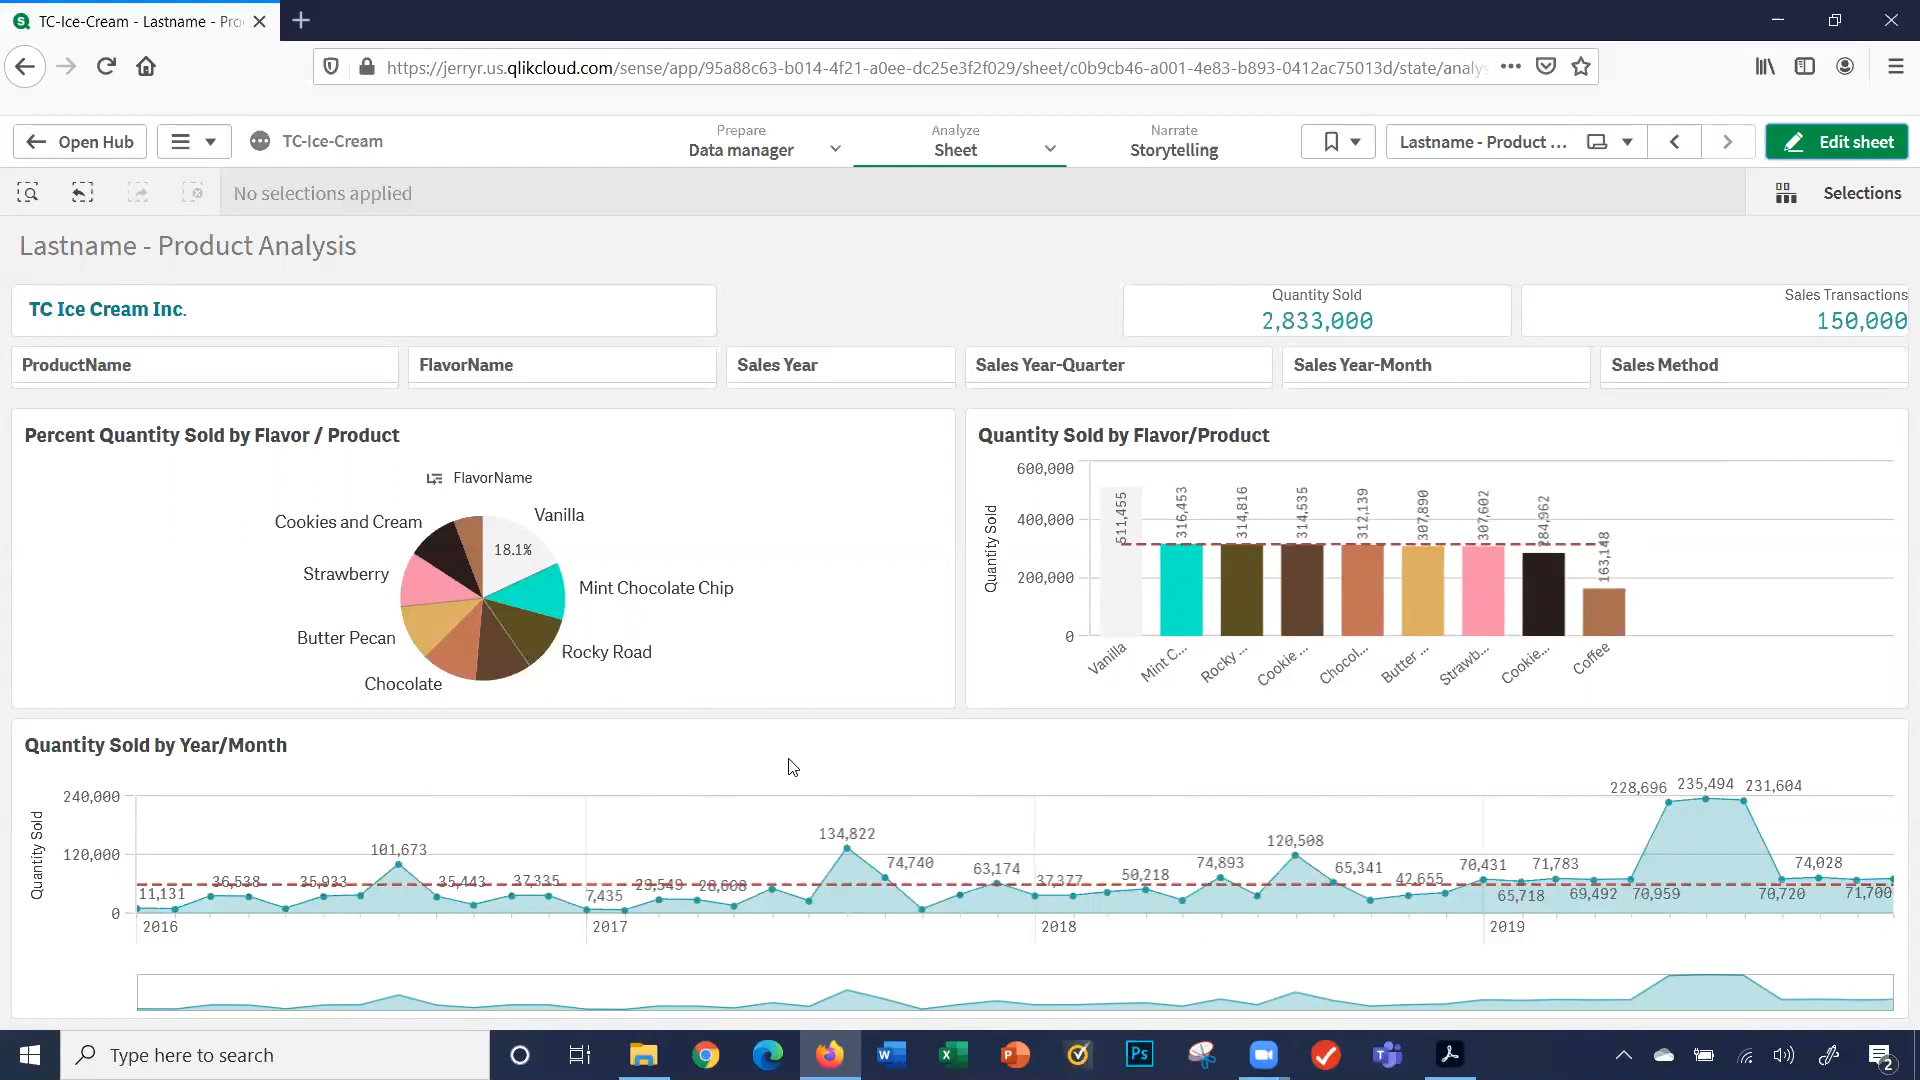 TC-Ice-Cream - Lastname - Pro
https://jerryr.us.qlikcloud.com/sense/app/95a88c63-b014-4f21-a0ee-dc25e3f2f029/sheet/c0b9cb46-a001-4e83-b893-0412ac75013d/state/analys
Open Hub
TC-Ice-Cream
Prepare
Data manager
Analyze
Sheet
Narrate
Storytelling
Lastname - Product ...
Edit sheet
No selections applied
Selections
Lastname - Product Analysis
TC Ice Cream Inc.
Quantity Sold
2,833,000
Sales Transactions
150,000
ProductName
FlavorName
Sales Year
Sales Year-Quarter
Sales Year-Month
Sales Method
Percent Quantity Sold by Flavor / Product
FlavorName
Vanilla
Cookies and Cream
18.1%
Strawberry
Mint Chocolate Chip
Butter Pecan
Rocky Road
Chocolate
Quantity Sold by Flavor/Product
Quantity Sold
600,000
400,000
200,000
0
511,455
316,453
314,816
314,535
312,139
307,890
307,602
284,962
163,148
Vanilla
Mint C...
Rocky ...
Cookie ...
Chocol...
Butter ...
Strawb...
Cookie...
Coffee
Quantity Sold by Year/Month
Quantity Sold
240,000
120,000
0
11,131
36,538
35,933
101,673
35,443
37,335
7,435
134,822
74,740
63,174
37,377
50,218
74,893
120,508
65,341
42,655
70,431
65,718
71,783
69,492
70,959
228,696
235,494
231,604
70,720
74,028
71,700
2016
2017
2018
2019
Type here to search
2